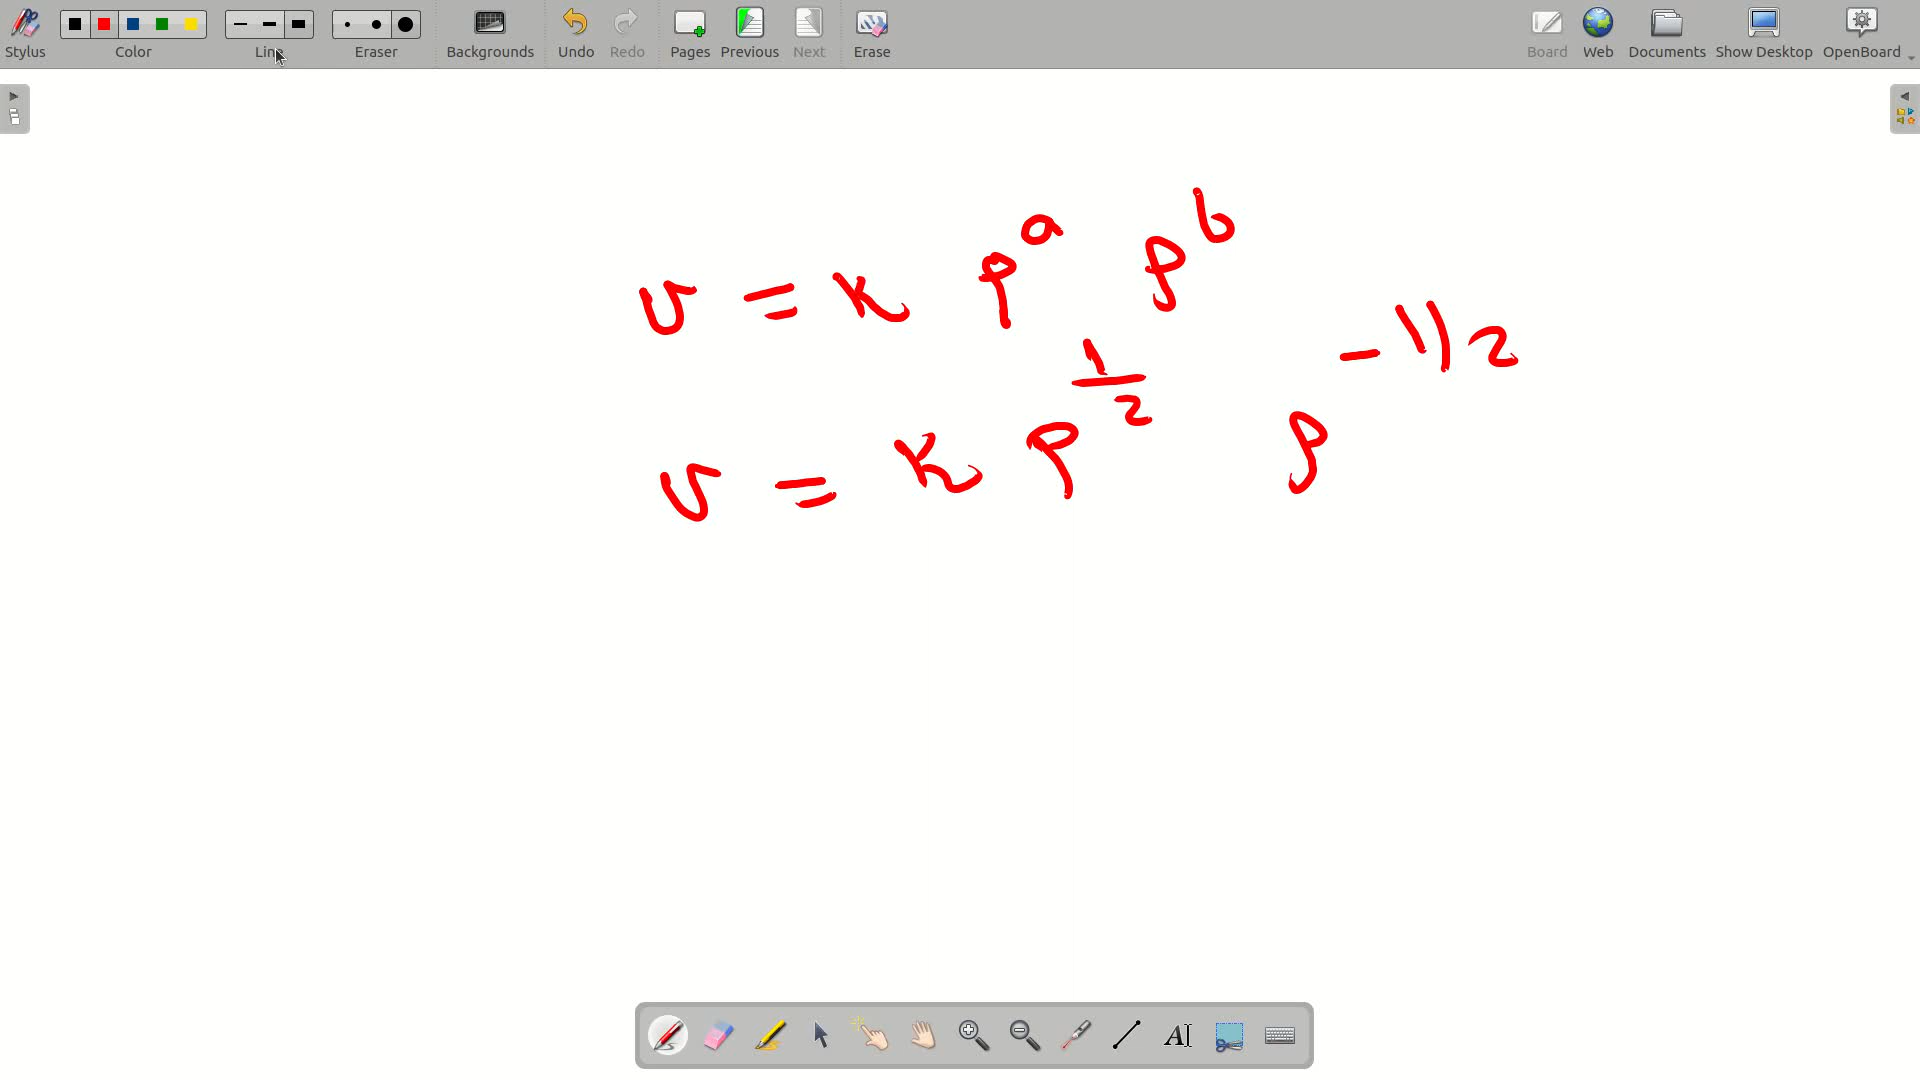 Stylus Color Line Eraser Backgrounds Undo Redo Pages Previous Next Erase Board Web Documents Show Desktop OpenBoard
v = k p^a ρ^b
v = k p^{1/2} ρ^{-1/2}
AI